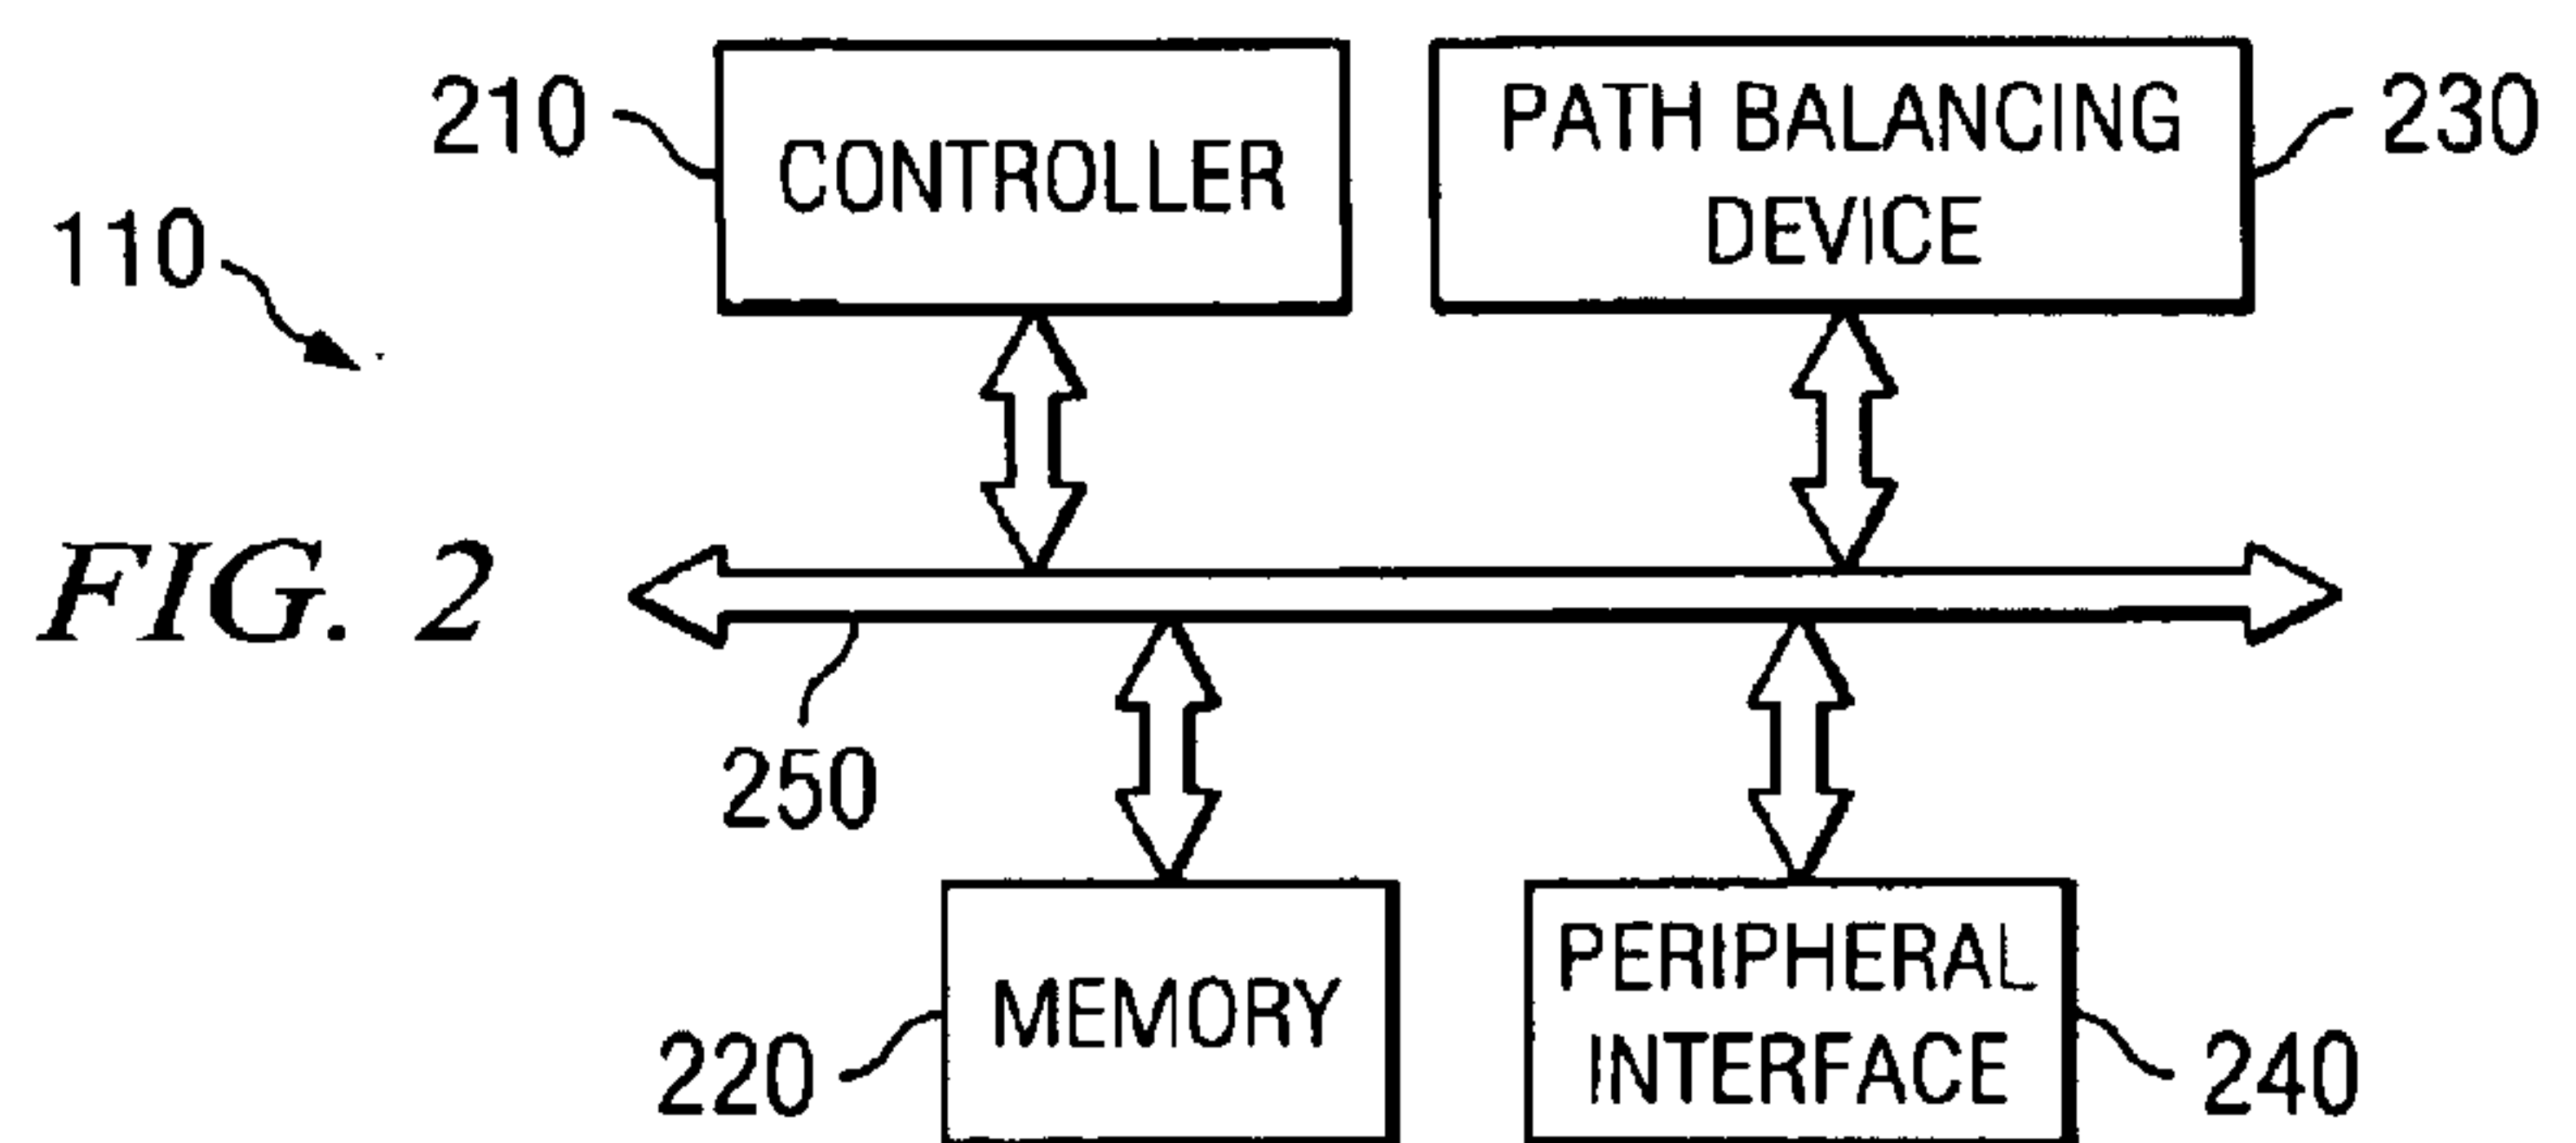 210
CONTROLLER
PATH BALANCING
DEVICE
230
110
FIG. 2
250
220
MEMORY
PERIPHERAL
INTERFACE
240